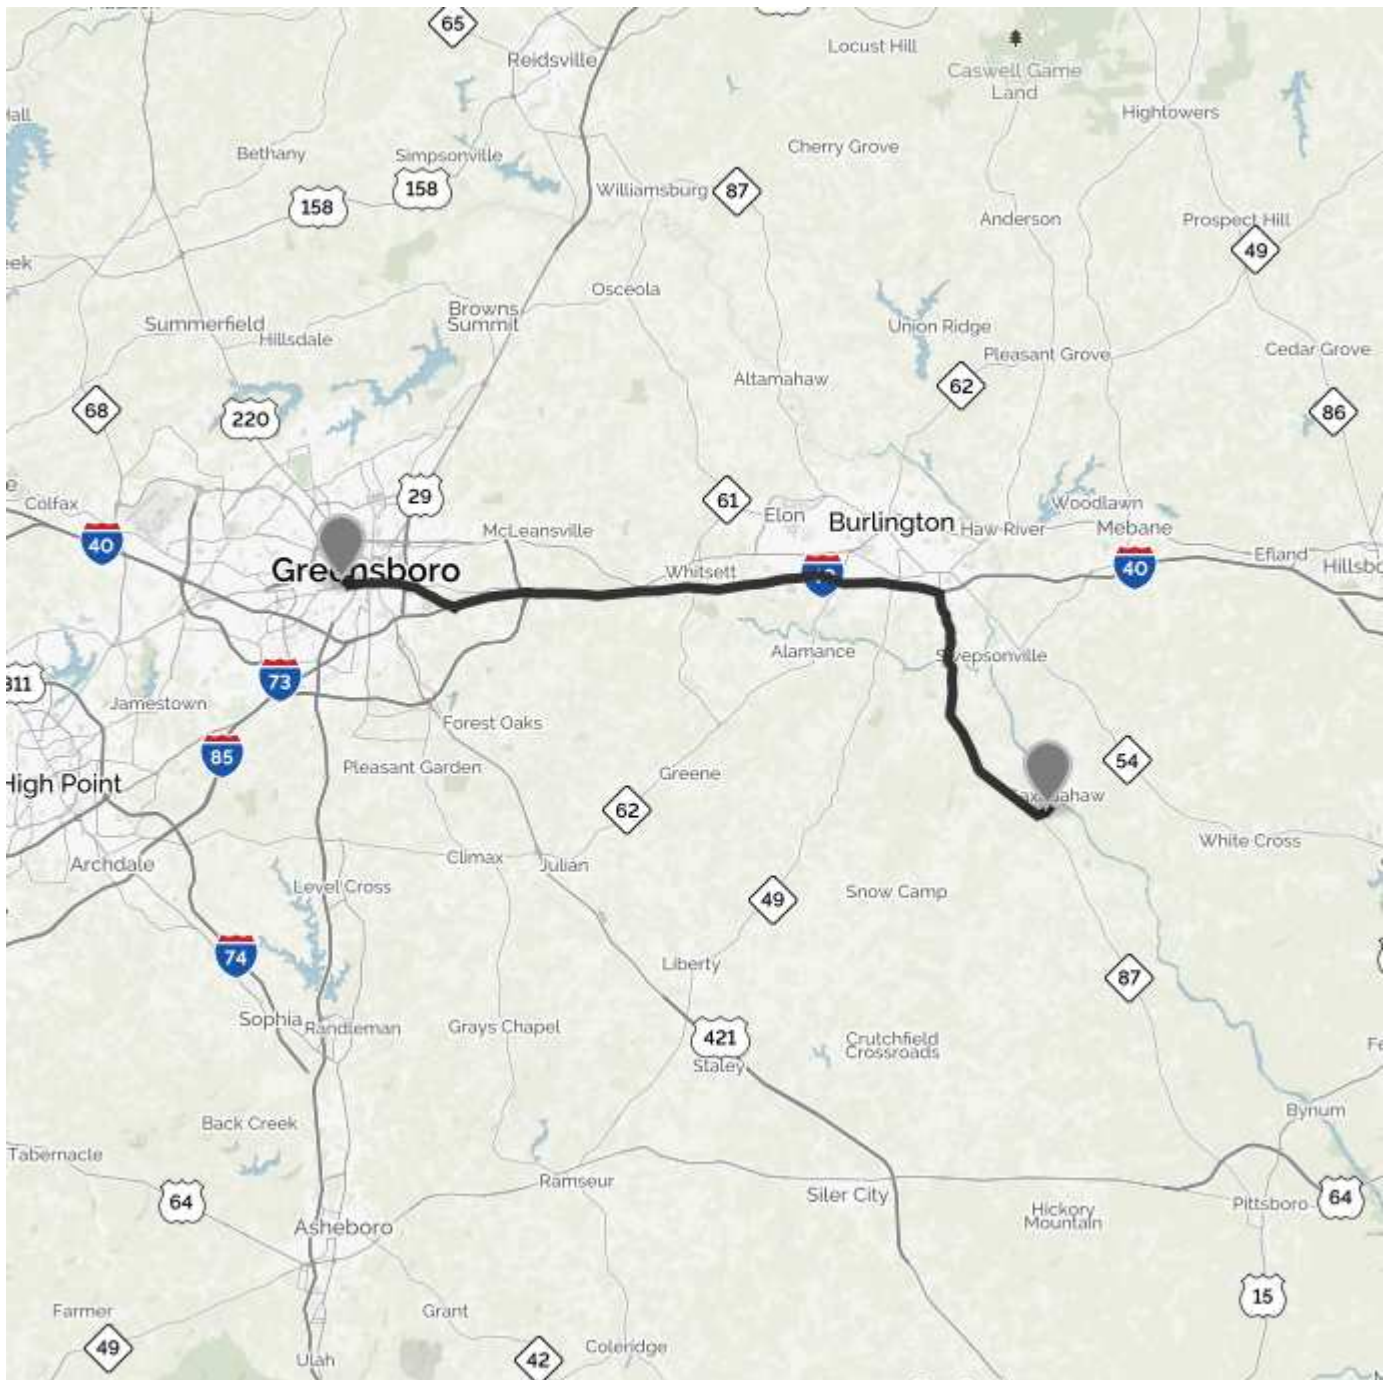 65
Reidsville
Locust Hill
Caswell Game
Land
Hightowers
Bethany
Simpsonville
Cherry Grove
158
158
Williamsburg
87
Anderson
Prospect Hill
49
Osceola
Browns
Summit
Summerfield
Hillsdale
Union Ridge
Pleasant Grove
Cedar Grove
Altamahaw
62
68
220
86
29
61
Colfax
Elon
Burlington
Haw River
Woodlawn
Mebane
McLeansville
40
Greensboro
Whitsett
40
Efland
Hillsbo
Alamance
Swepsonville
73
311
Jamestown
Forest Oaks
85
Pleasant Garden
Greene
54
High Point
62
Saxapahaw
White Cross
Archdale
Climax
Julian
Level Cross
49
Snow Camp
74
Liberty
87
Sophia
Randleman
Grays Chapel
421
Staley
Crutchfield
Crossroads
Back Creek
Bynum
Tabernacle
Ramseur
Siler City
64
Hickory
Mountain
Pittsboro
64
Asheboro
15
Farmer
Grant
49
Ulah
42
Coleridge